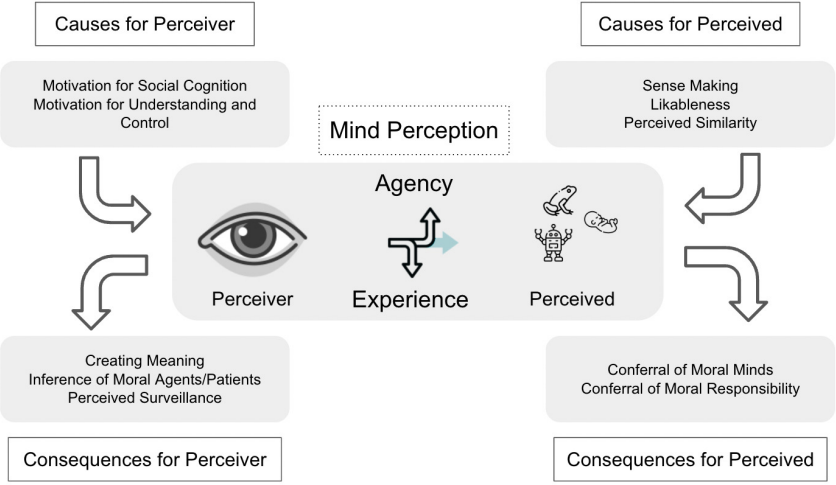 Causes for Perceiver
Causes for Perceived
Motivation for Social Cognition
Motivation for Understanding and
Control
Sense Making
Likableness
Perceived Similarity
Mind Perception
Agency
Perceiver
Experience
Perceived
Creating Meaning
Inference of Moral Agents/Patients
Perceived Surveillance
Conferral of Moral Minds
Conferral of Moral Responsibility
Consequences for Perceiver
Consequences for Perceived